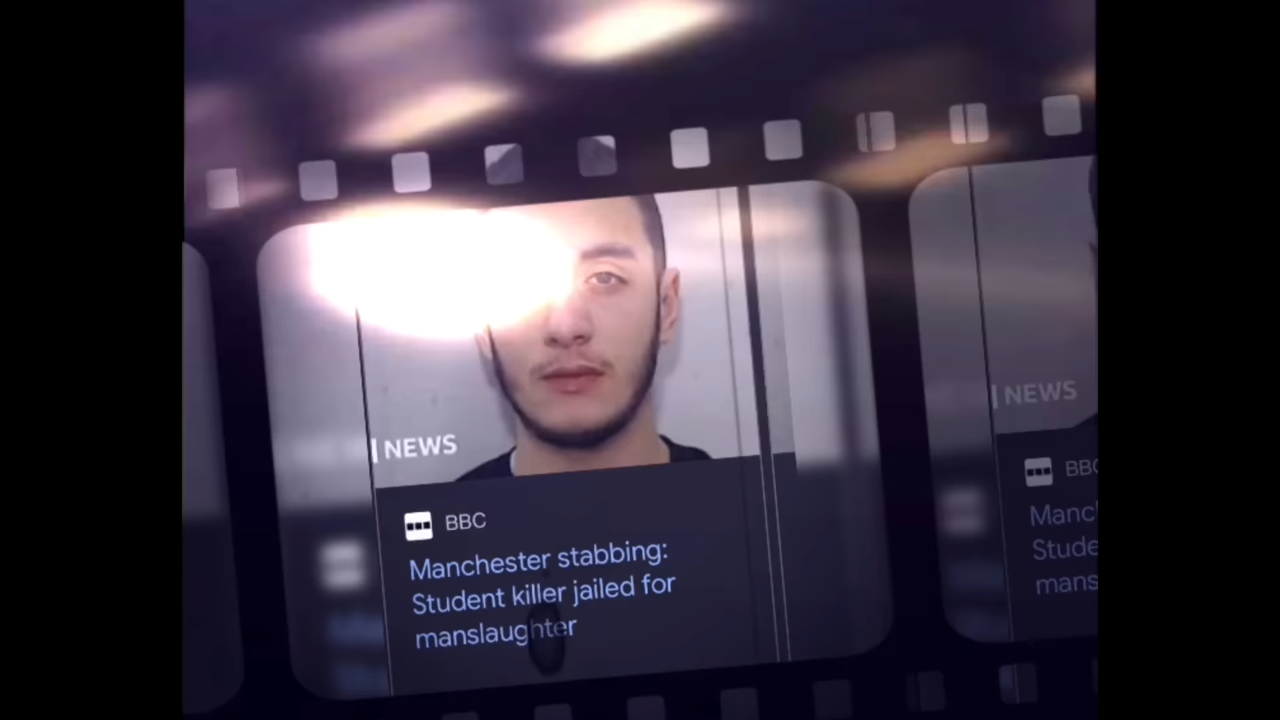 NEWS
BBC
Manchester stabbing:
Student killer jailed for
manslaughter
NEWS
BBC
Manc
Stude
mans